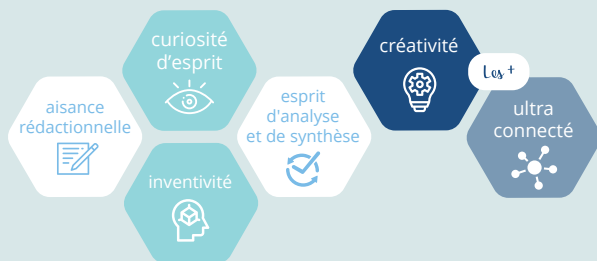 aisance
rédactionnelle
curiosité
d'esprit
inventivité
esprit
d'analyse
et de synthèse
créativité
Les +
ultra
connecté